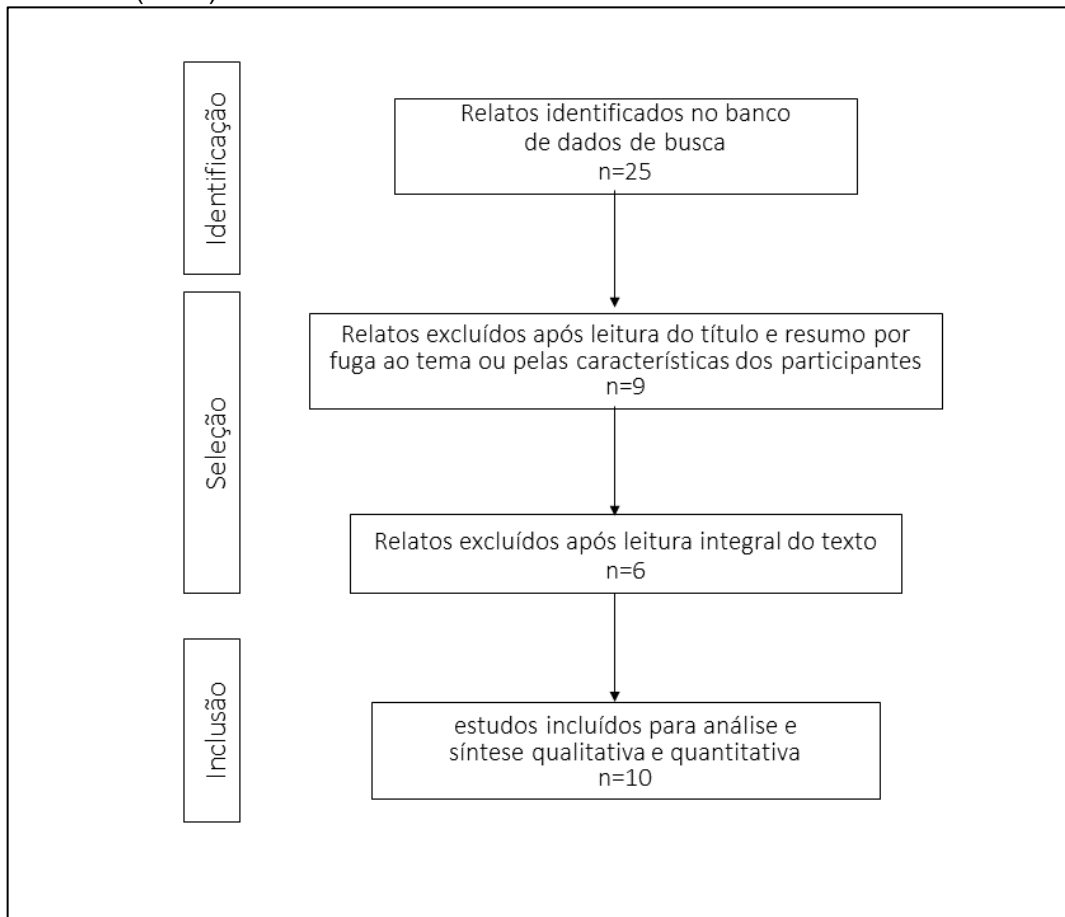 Identificação
Relatos identificados no banco
de dados de busca
n=25
Seleção
Relatos excluídos após leitura do título e resumo por
fuga ao tema ou pelas características dos participantes
n=9
Relatos excluídos após leitura integral do texto
n=6
Inclusão
estudos incluídos para análise e
síntese qualitativa e quantitativa
n=10